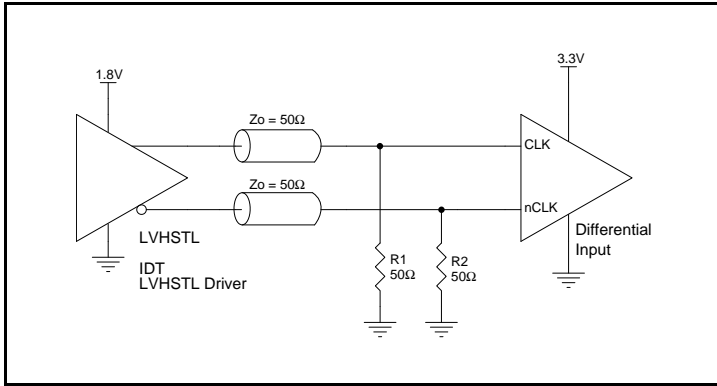 1.8V
3.3V
Zo = 50Ω
CLK
Zo = 50Ω
nCLK
LVHSTL
IDT
LVHSTL Driver
R1
50Ω
R2
50Ω
Differential
Input